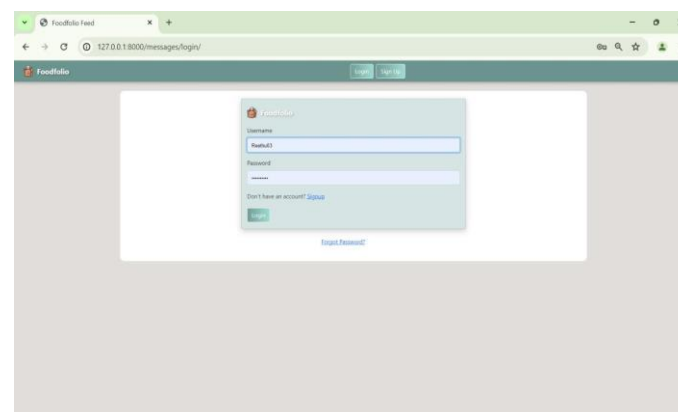 Foodfolio Feed
127.0.0.1:8000/messages/login/
Foodfolio
Login Sign Up
Foodfolio
Username
Password
Don't have an account? Signup
Login
Forgot Password?